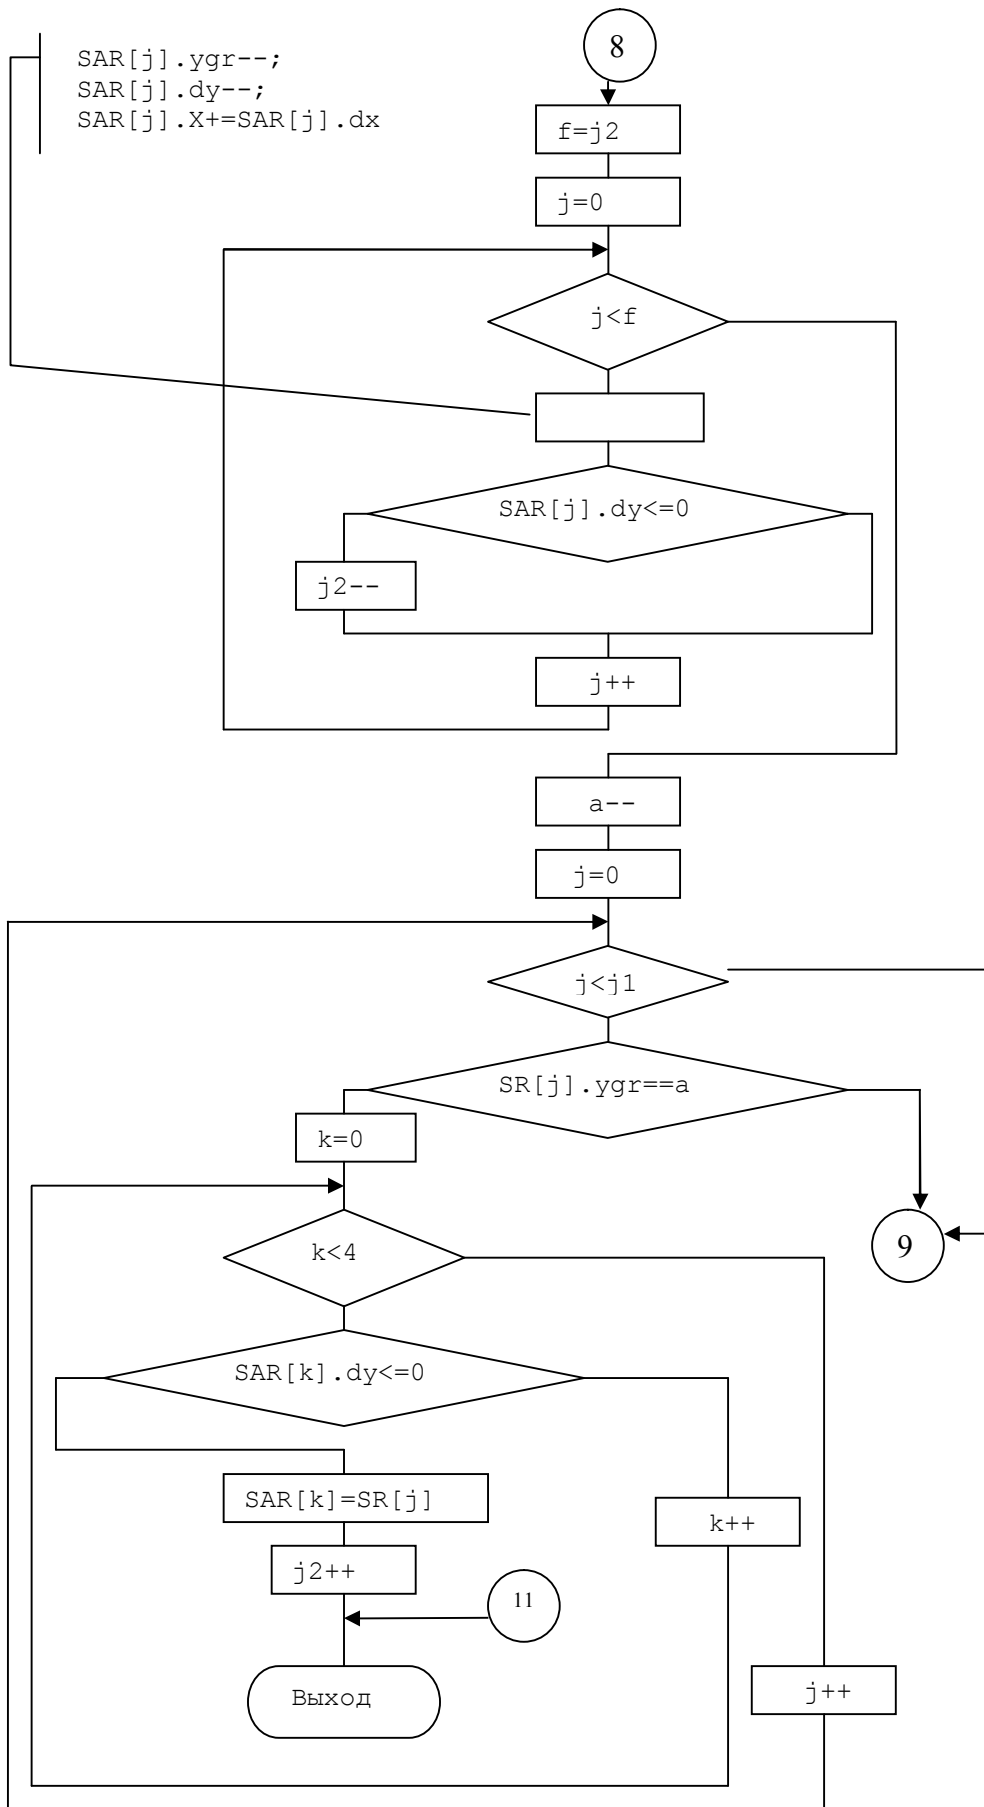 8
SAR[j].ygr--;
SAR[j].dy--;
SAR[j].X+=SAR[j].dx
f=j2
j=0
j<f
SAR[j].dy<=0
j2--
j++
a--
j=0
j<j1
SR[j].ygr==a
k=0
k<4
9
SAR[k].dy<=0
SAR[k]=SR[j]
k++
j2++
11
Выход
j++